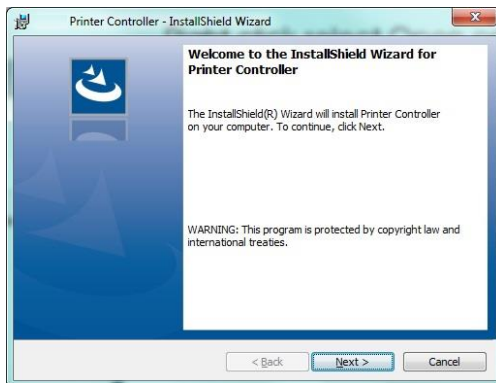 Printer Controller - InstallShield Wizard
Welcome to the InstallShield Wizard for
Printer Controller
The InstallShield(R) Wizard will install Printer Controller
on your computer. To continue, click Next.
WARNING: This program is protected by copyright law and
international treaties.
< Back
Next >
Cancel